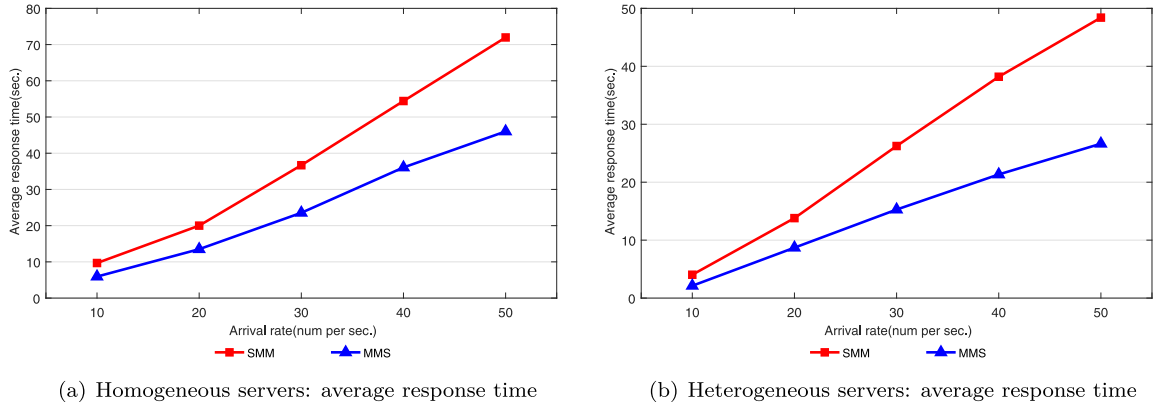 80
70
60
50
40
30
20
10
0
Average response time(sec.)
10 20 30 40 50
Arrival rate(num per sec.)
SMM MMS
(a) Homogeneous servers: average response time
50
40
30
20
10
0
Average response time(sec.)
10 20 30 40 50
Arrival rate(num per sec.)
SMM MMS
(b) Heterogeneous servers: average response time